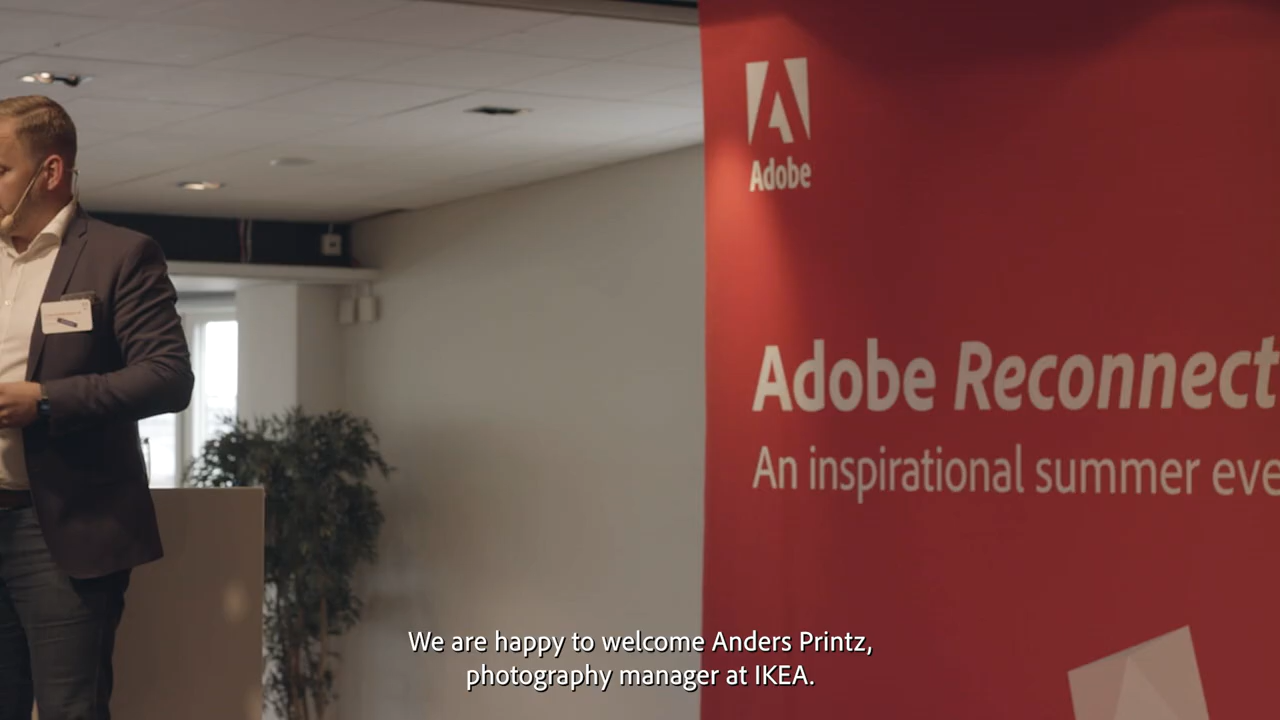 Adobe
Adobe Reconnect
An inspirational summer eve
We are happy to welcome Anders Printz,
photography manager at IKEA.